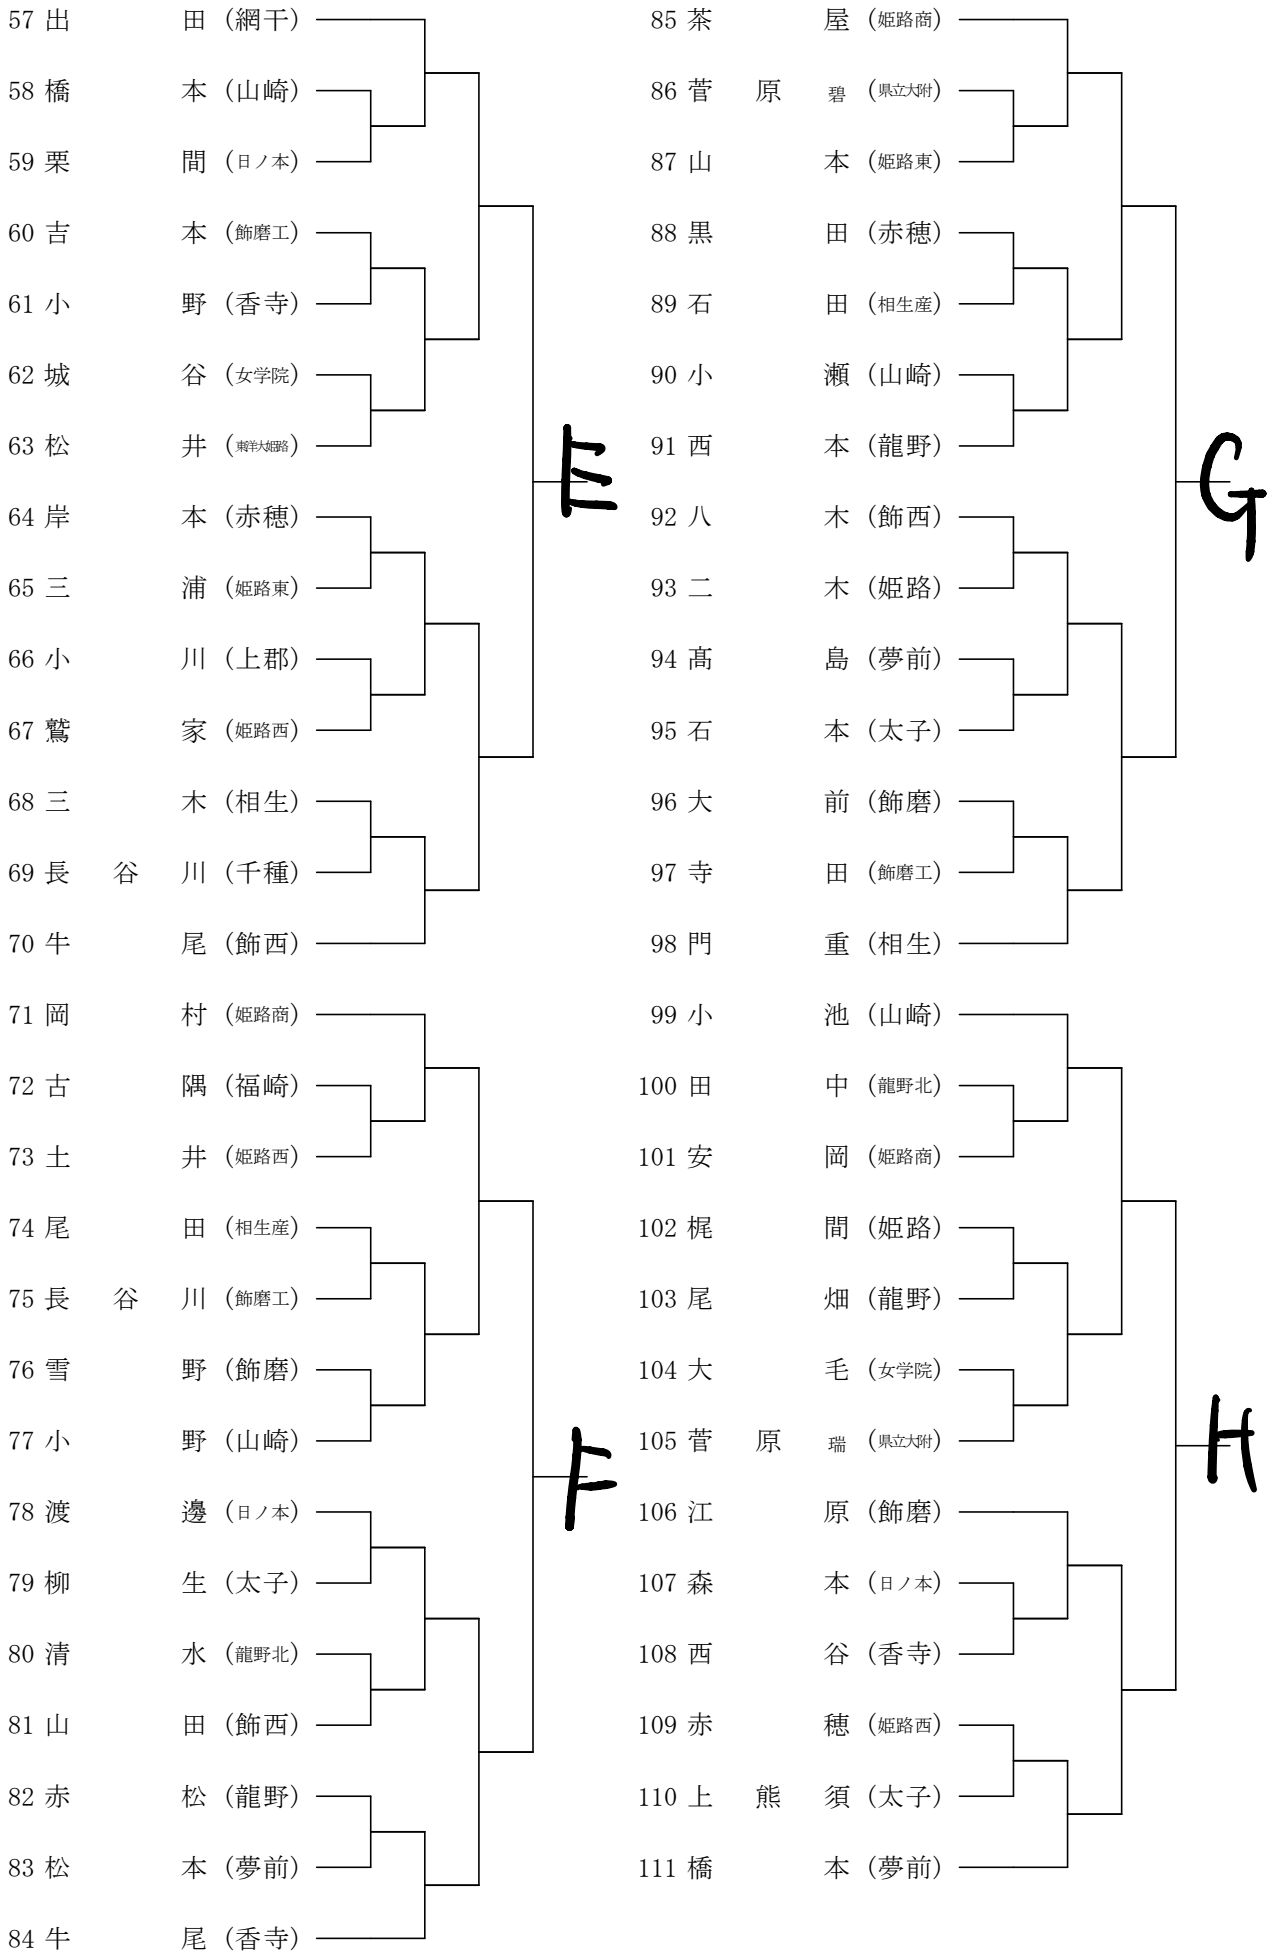 57 出田 (網干)
58 橋本 (山崎)
59 栗間 (日ノ本)
60 吉本 (飾磨工)
61 小野 (香寺)
62 城谷 (女学院)
63 松井 (東洋大姫路)
64 岸本 (赤穂)
65 三浦 (姫路東)
66 小川 (上郡)
67 鷲家 (姫路西)
68 三木 (相生)
69 長谷川 (千種)
70 牛尾 (飾西)
E
71 岡村 (姫路商)
72 古隅 (福崎)
73 土井 (姫路西)
74 尾田 (相生産)
75 長谷川 (飾磨工)
76 雪野 (飾磨)
77 小野 (山崎)
78 渡邊 (日ノ本)
79 柳生 (太子)
80 清水 (龍野北)
81 山田 (飾西)
82 赤松 (龍野)
83 松本 (夢前)
84 牛尾 (香寺)
F
85 茶屋 (姫路商)
86 菅原碧 (県立大附)
87 山本 (姫路東)
88 黒田 (赤穂)
89 石田 (相生産)
90 小瀬 (山崎)
91 西本 (龍野)
92 八木 (飾西)
93 二木 (姫路)
94 髙島 (夢前)
95 石本 (太子)
96 大前 (飾磨)
97 寺田 (飾磨工)
98 門重 (相生)
G
99 小池 (山崎)
100 田中 (龍野北)
101 安岡 (姫路商)
102 梶間 (姫路)
103 尾畑 (龍野)
104 大毛 (女学院)
105 菅原瑞 (県立大附)
106 江原 (飾磨)
107 森本 (日ノ本)
108 西谷 (香寺)
109 赤穂 (姫路西)
110 上熊須 (太子)
111 橋本 (夢前)
H